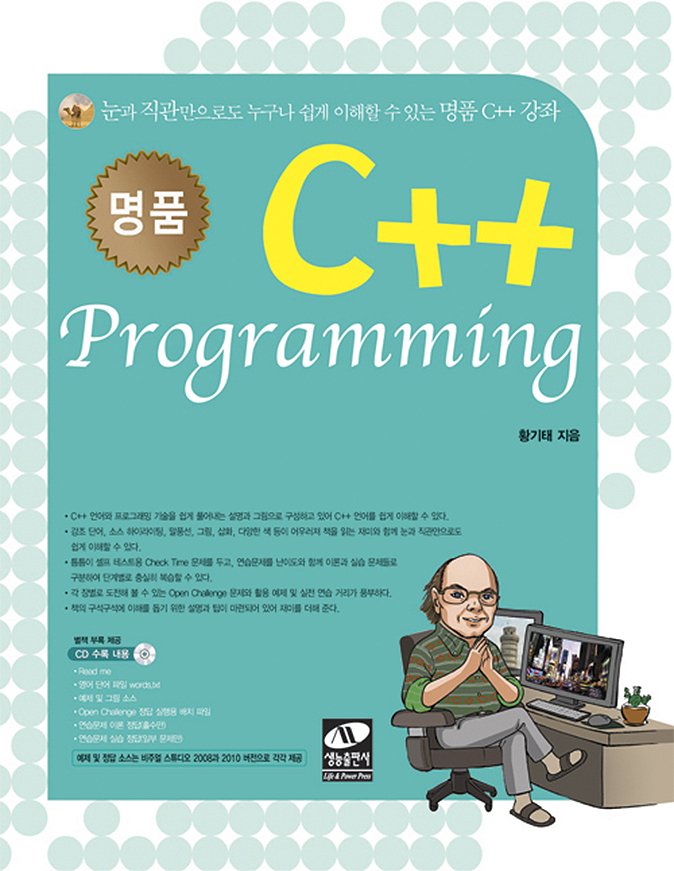 눈과 직관만으로도 누구나 쉽게 이해할 수 있는 명품 C++ 강좌
명품
C++
Programming
황기태 지음
• C++ 언어와 프로그래밍 기술을 쉽게 풀어내는 설명과 그림으로 구성하고 있어 C++ 언어를 쉽게 이해할 수 있다.
• 강조 단어, 소스 하이라이팅, 말풍선, 그림, 삽화, 다양한 색 등이 어우러져 책을 읽는 재미와 함께 눈과 직관만으로도
쉽게 이해할 수 있다.
• 틈틈이 셀프 테스트용 Check Time 문제를 두고, 연습문제를 난이도와 함께 이론과 실습 문제들로
구분하여 단계별로 충실히 복습할 수 있다.
• 각 장별로 도전해 볼 수 있는 Open Challenge 문제와 활용 예제 및 실전 연습 거리가 풍부하다.
• 책의 구석구석에 이해를 돕기 위한 설명과 팁이 마련되어 있어 재미를 더해 준다.
별책 부록 제공
CD 수록 내용
• Read me
• 영어 단어 파일 words.txt
• 예제 및 그림 소스
• Open Challenge 정답 실행용 배치 파일
• 연습문제 이론 정답(홀수만)
• 연습문제 실습 정답(일부 문제만)
예제 및 정답 소스는 비주얼 스튜디오 2008과 2010 버전으로 각각 제공
생능출판사
Life & Power Press